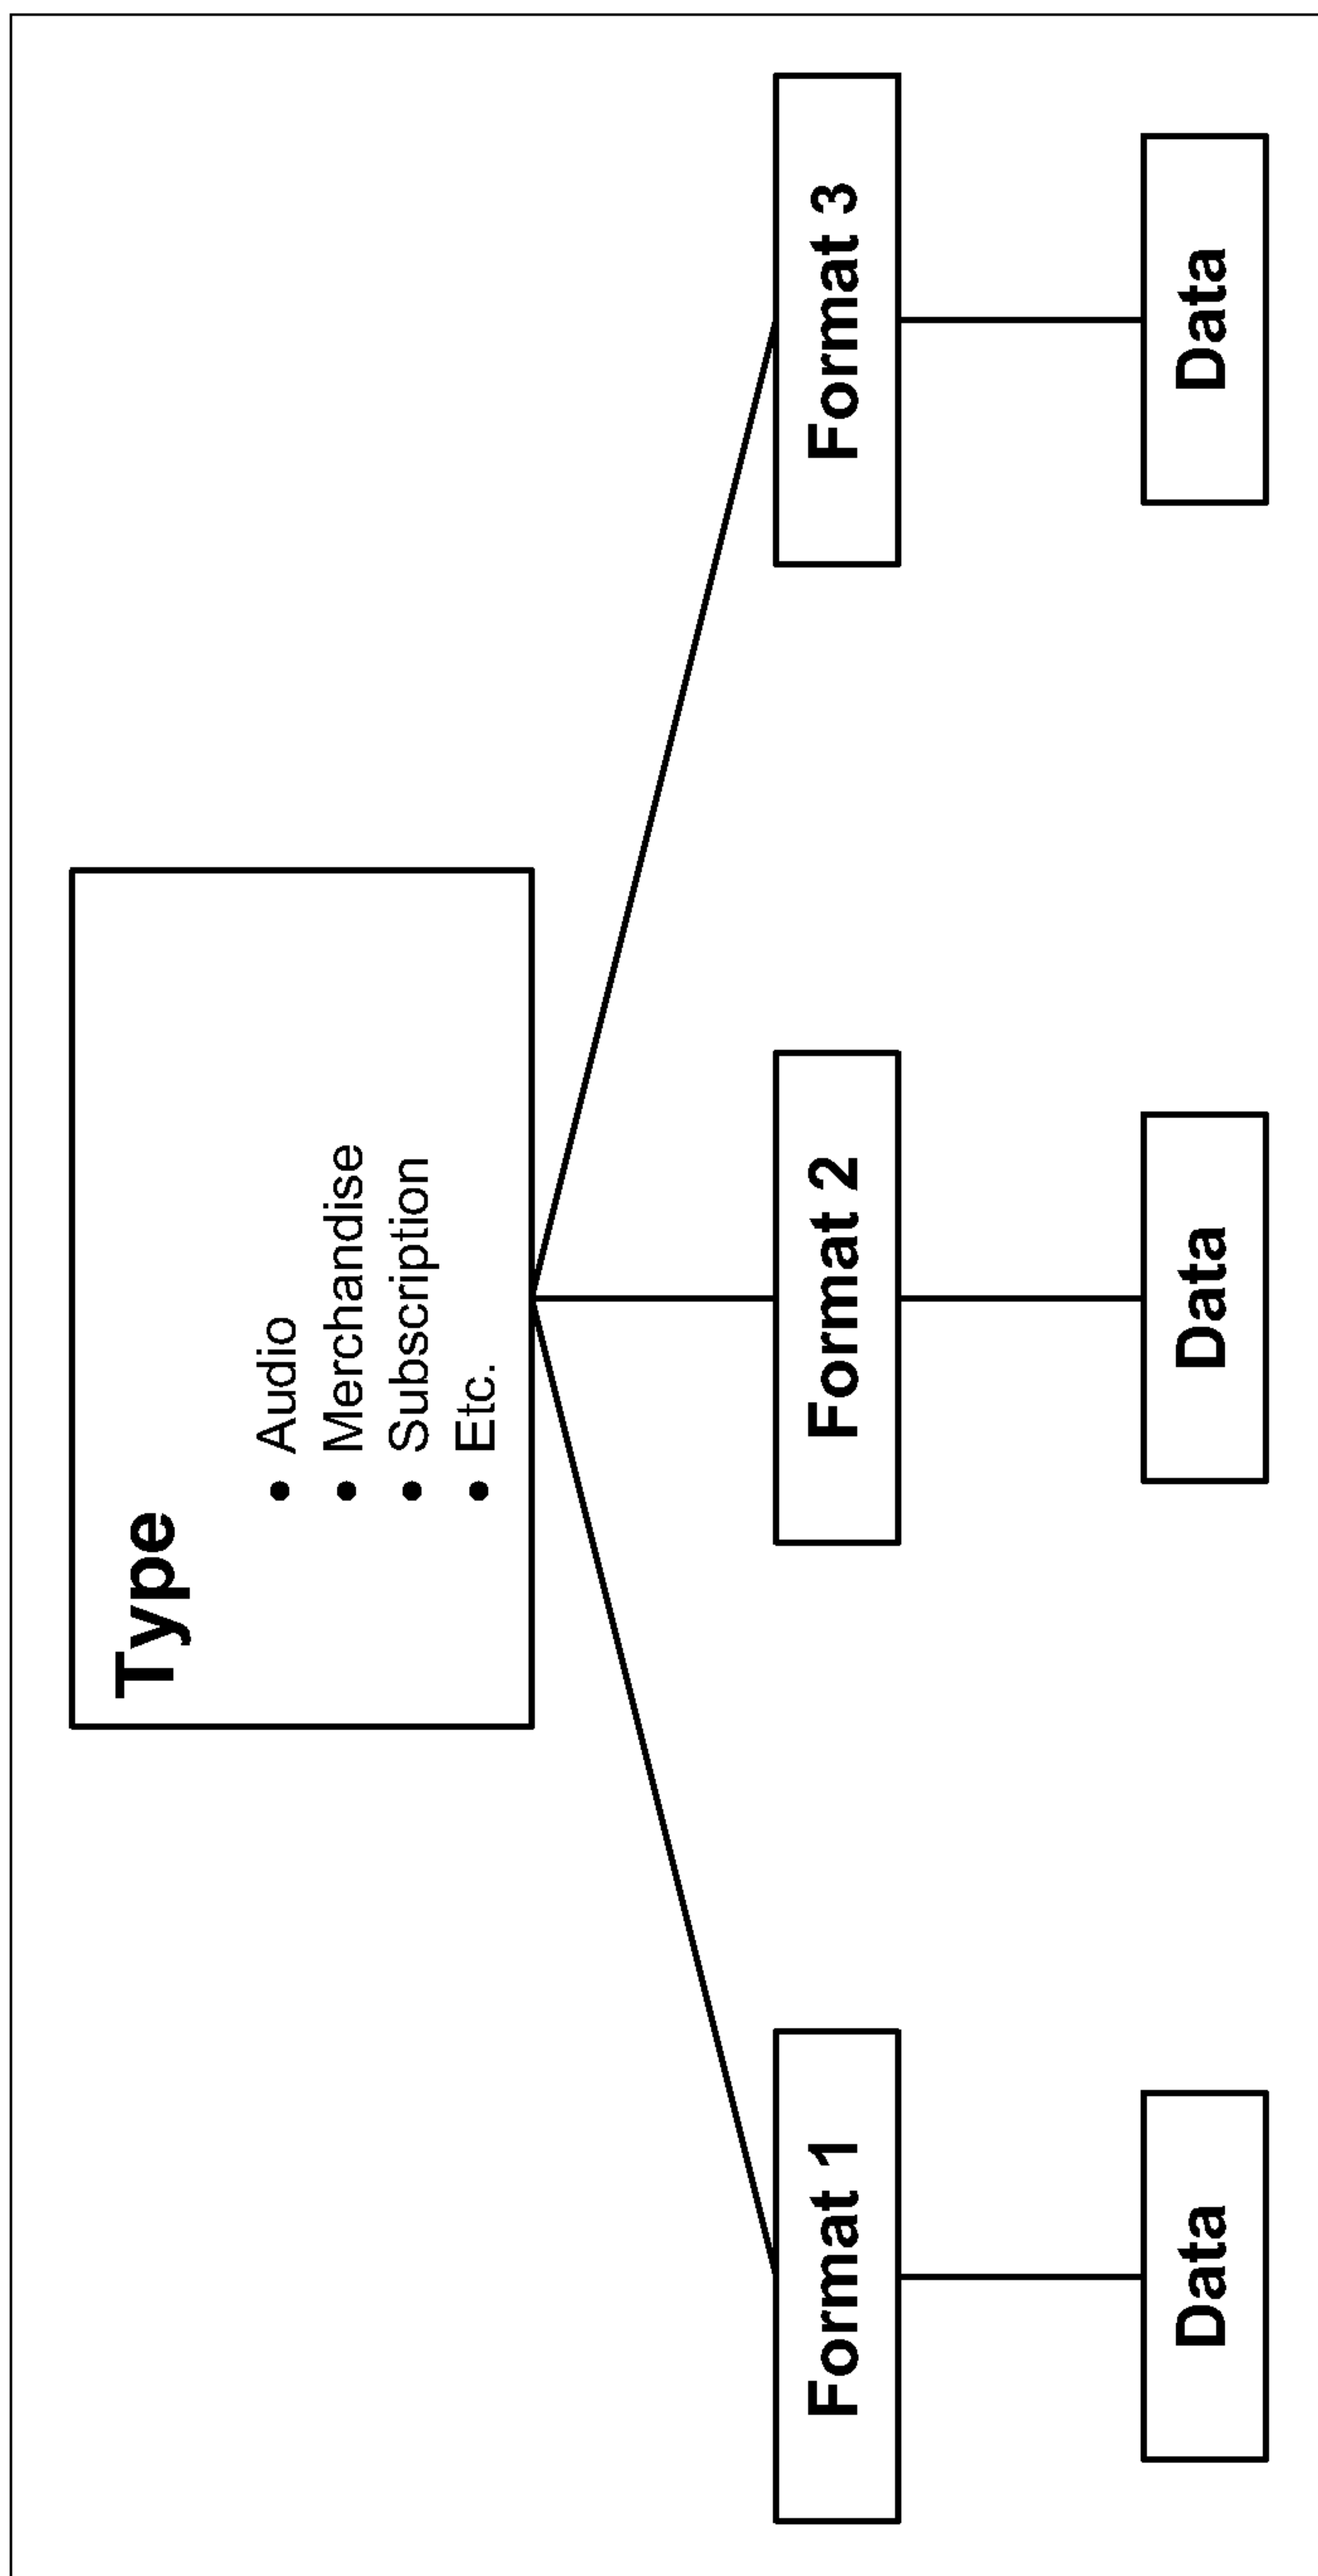 Type
• Audio
• Merchandise
• Subscription
• Etc.
Format 1
Format 2
Format 3
Data
Data
Data